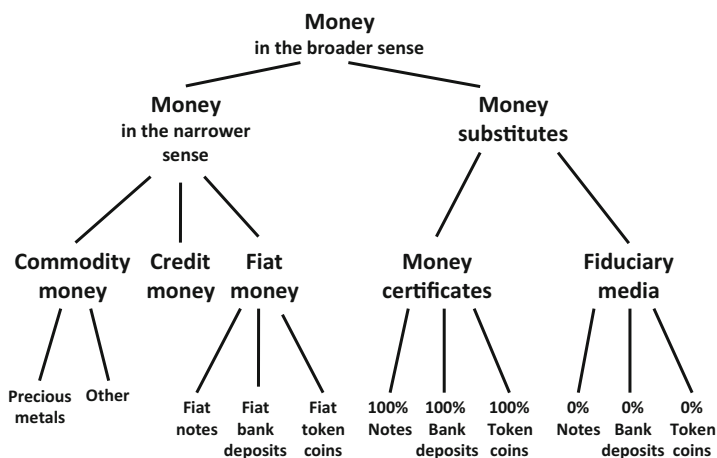 Money
in the broader sense
Money
in the narrower
sense
Money
substitutes
Commodity
money
Credit
money
Fiat
money
Money
certificates
Fiduciary
media
Precious
metals
Other
Fiat
notes
Fiat
bank
deposits
Fiat
token
coins
100%
Notes
100%
Bank
deposits
100%
Token
coins
0%
Notes
0%
Bank
deposits
0%
Token
coins